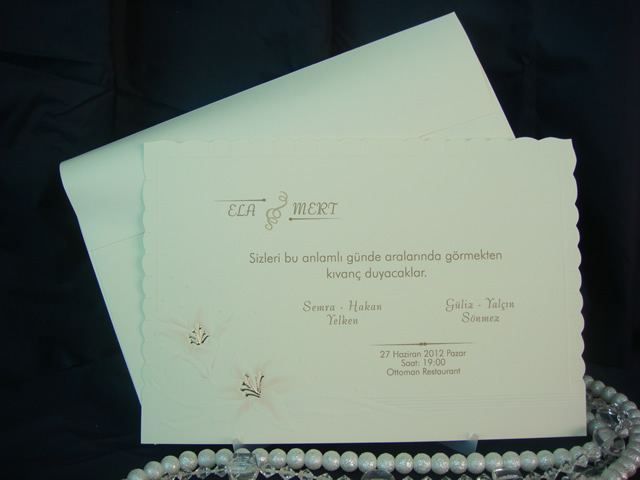 ELA & MERT
Sizleri bu anlamlı günde aralarında görmekten
kıvanç duyacaklar.
Semra - Hakan
Yelken
Güliz - Yalçın
Sönmez
27 Haziran 2012 Pazar
Saat: 19:00
Ottoman Restaurant